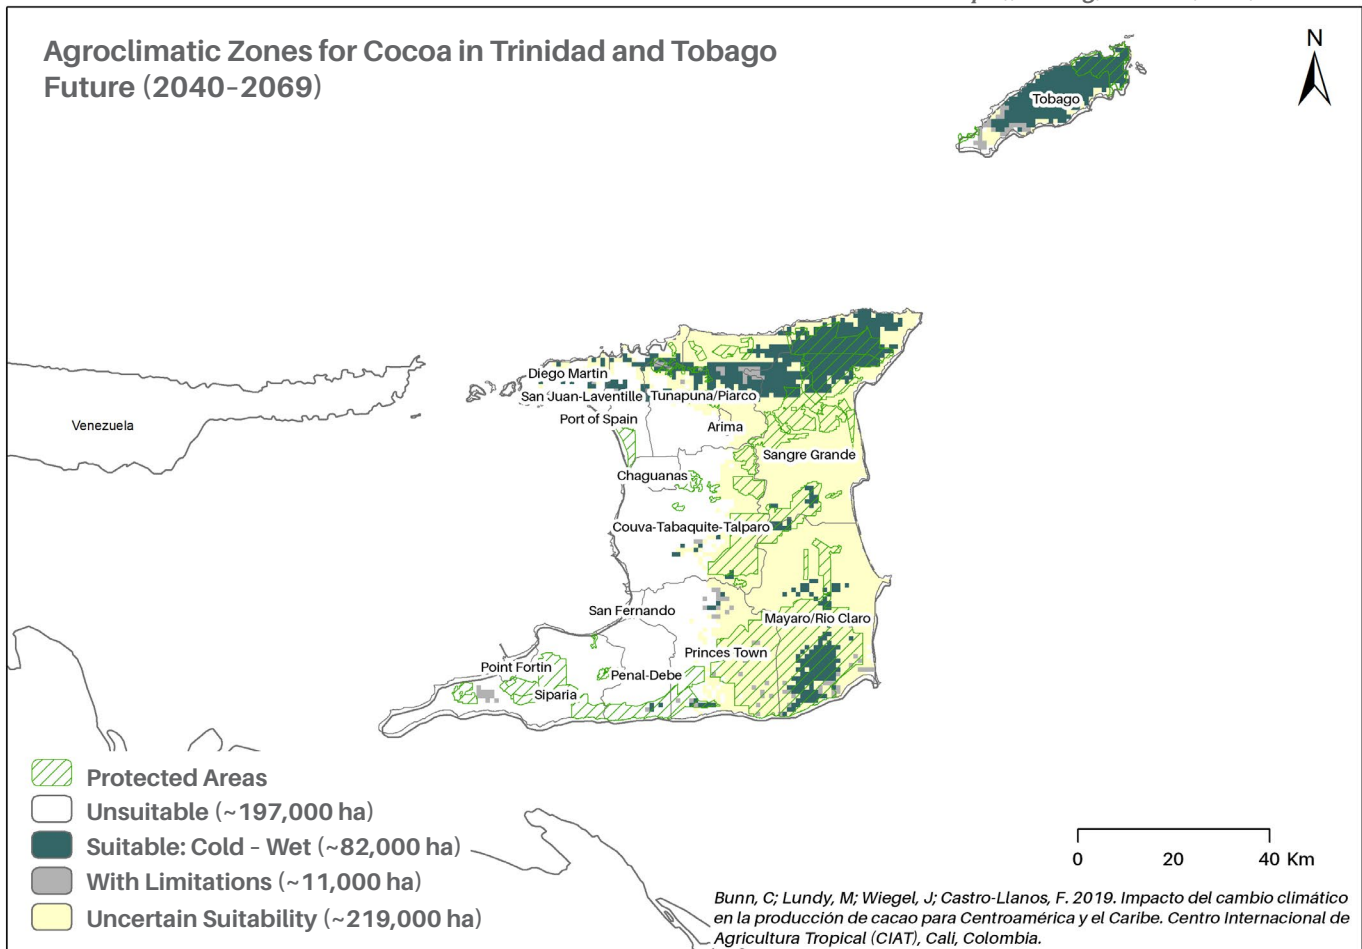 Agroclimatic Zones for Cocoa in Trinidad and Tobago
Future (2040–2069)
N
Tobago
Diego Martin
San Juan-Laventille
Tunapuna/Piarco
Port of Spain
Arima
Venezuela
Sangre Grande
Chaguanas
Couva-Tabaquite-Talparo
San Fernando
Mayaro/Rio Claro
Princes Town
Point Fortin
Penal-Debe
Siparia
Protected Areas
Unsuitable (~197,000 ha)
Suitable: Cold – Wet (~82,000 ha)
With Limitations (~11,000 ha)
Uncertain Suitability (~219,000 ha)
0 20 40 Km
Bunn, C; Lundy, M; Wiegel, J; Castro-Llanos, F. 2019. Impacto del cambio climático
en la producción de cacao para Centroamérica y el Caribe. Centro Internacional de
Agricultura Tropical (CIAT), Cali, Colombia.